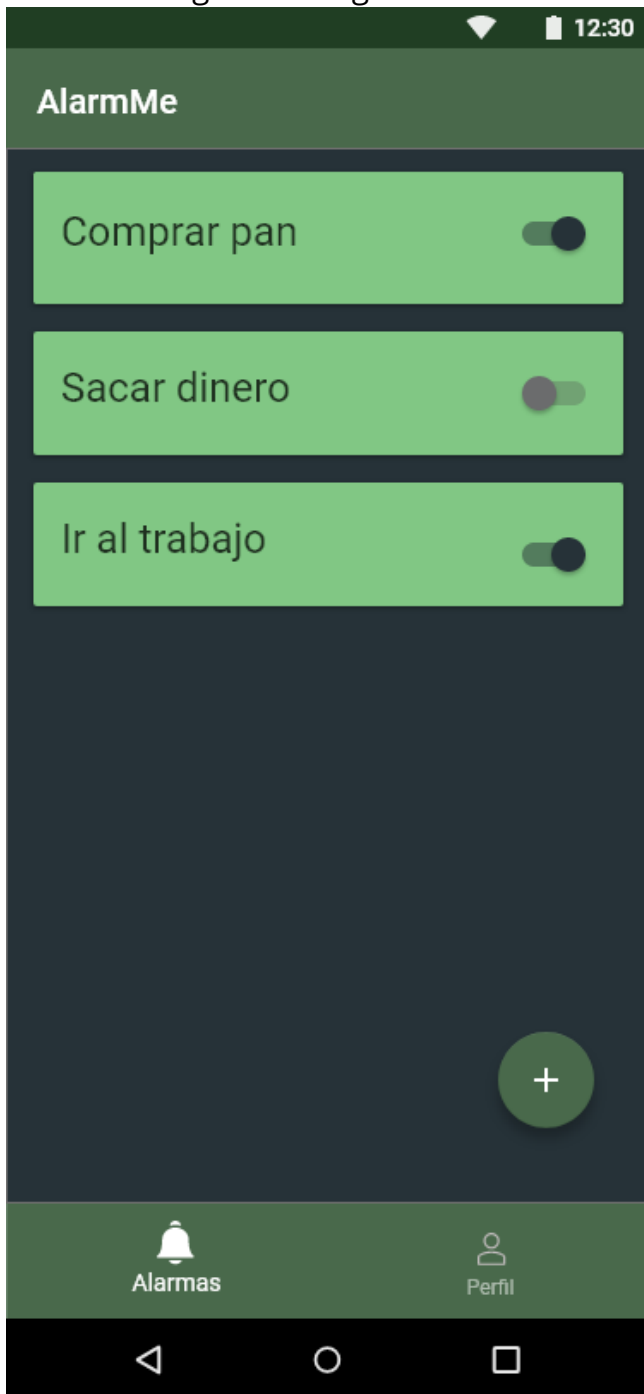 12:30
AlarmMe
Comprar pan
Sacar dinero
Ir al trabajo
+
Alarmas
Perfil